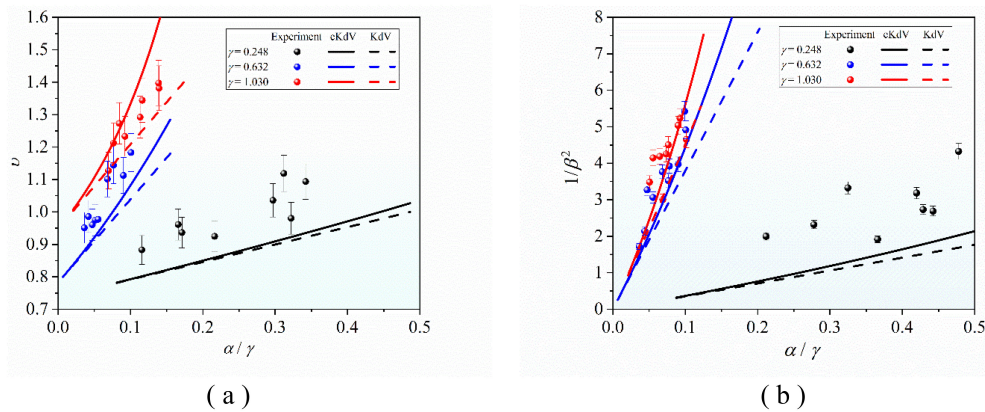 Experiment eKdV KdV
γ = 0.248
γ = 0.632
γ = 1.030
1.6
1.5
1.4
1.3
1.2
1.1
1.0
0.9
0.8
0.7
υ
0.0 0.1 0.2 0.3 0.4 0.5
α / γ
( a )
Experiment eKdV KdV
γ = 0.248
γ = 0.632
γ = 1.030
8
7
6
5
4
3
2
1
0
1/β²
0.0 0.1 0.2 0.3 0.4 0.5
α / γ
( b )